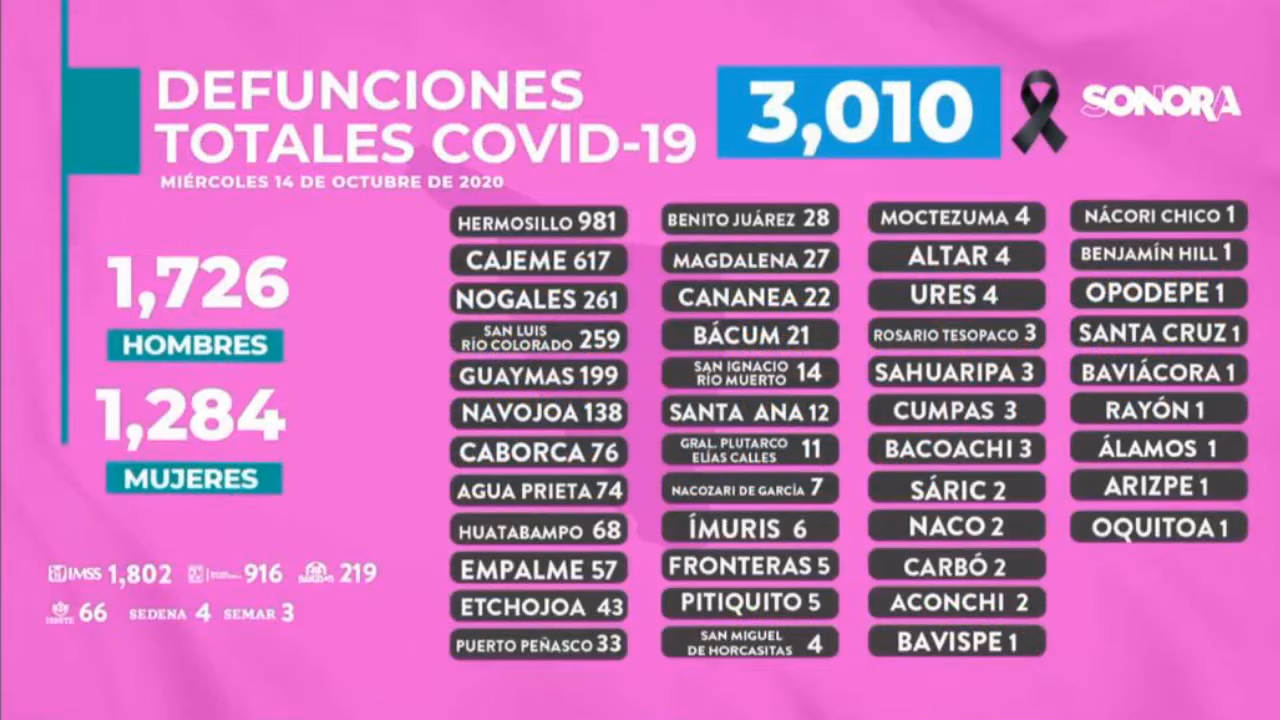 DEFUNCIONES
TOTALES COVID-19
3,010
SONORA
MIÉRCOLES 14 DE OCTUBRE DE 2020
1,726
HOMBRES
1,284
MUJERES
IMSS 1,802
916
219
ISSSTE 66
SEDENA 4
SEMAR 3
HERMOSILLO 981
CAJEME 617
NOGALES 261
SAN LUIS
RÍO COLORADO 259
GUAYMAS 199
NAVOJOA 138
CABORCA 76
AGUA PRIETA 74
HUATABAMPO 68
EMPALME 57
ETCHOJOA 43
PUERTO PEÑASCO 33
BENITO JUÁREZ 28
MAGDALENA 27
CANANEA 22
BÁCUM 21
SAN IGNACIO
RÍO MUERTO 14
SANTA ANA 12
GRAL. PLUTARCO
ELÍAS CALLES 11
NACOZARI DE GARCÍA 7
ÍMURIS 6
FRONTERAS 5
PITIQUITO 5
SAN MIGUEL
DE HORCASITAS 4
MOCTEZUMA 4
ALTAR 4
URES 4
ROSARIO TESOPACO 3
SAHUARIPA 3
CUMPAS 3
BACOACHI 3
SÁRIC 2
NACO 2
CARBÓ 2
ACONCHI 2
BAVISPE 1
NÁCORI CHICO 1
BENJAMÍN HILL 1
OPODEPE 1
SANTA CRUZ 1
BAVIÁCORA 1
RAYÓN 1
ÁLAMOS 1
ARIZPE 1
OQUITOA 1